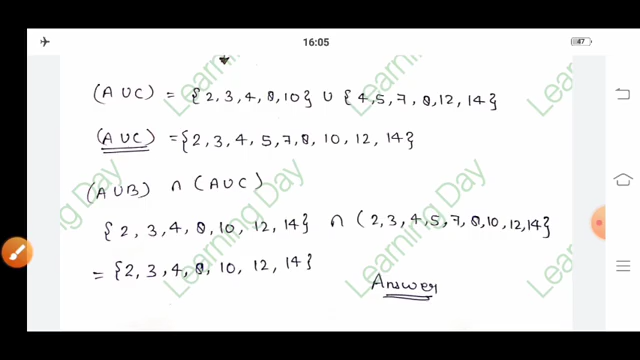 16:05
47
(A ∪ C) = {2, 3, 4, 8, 10} ∪ {4, 5, 7, 8, 12, 14}
(A ∪ C) = {2, 3, 4, 5, 7, 8, 10, 12, 14}
(A ∪ B) ∩ (A ∪ C)
{2, 3, 4, 8, 10, 12, 14} ∩ (2, 3, 4, 5, 7, 8, 10, 12, 14}
= {2, 3, 4, 8, 10, 12, 14}
Answer
Learning Day
Learning Day
Learning Day
Learning Day
Learning Day